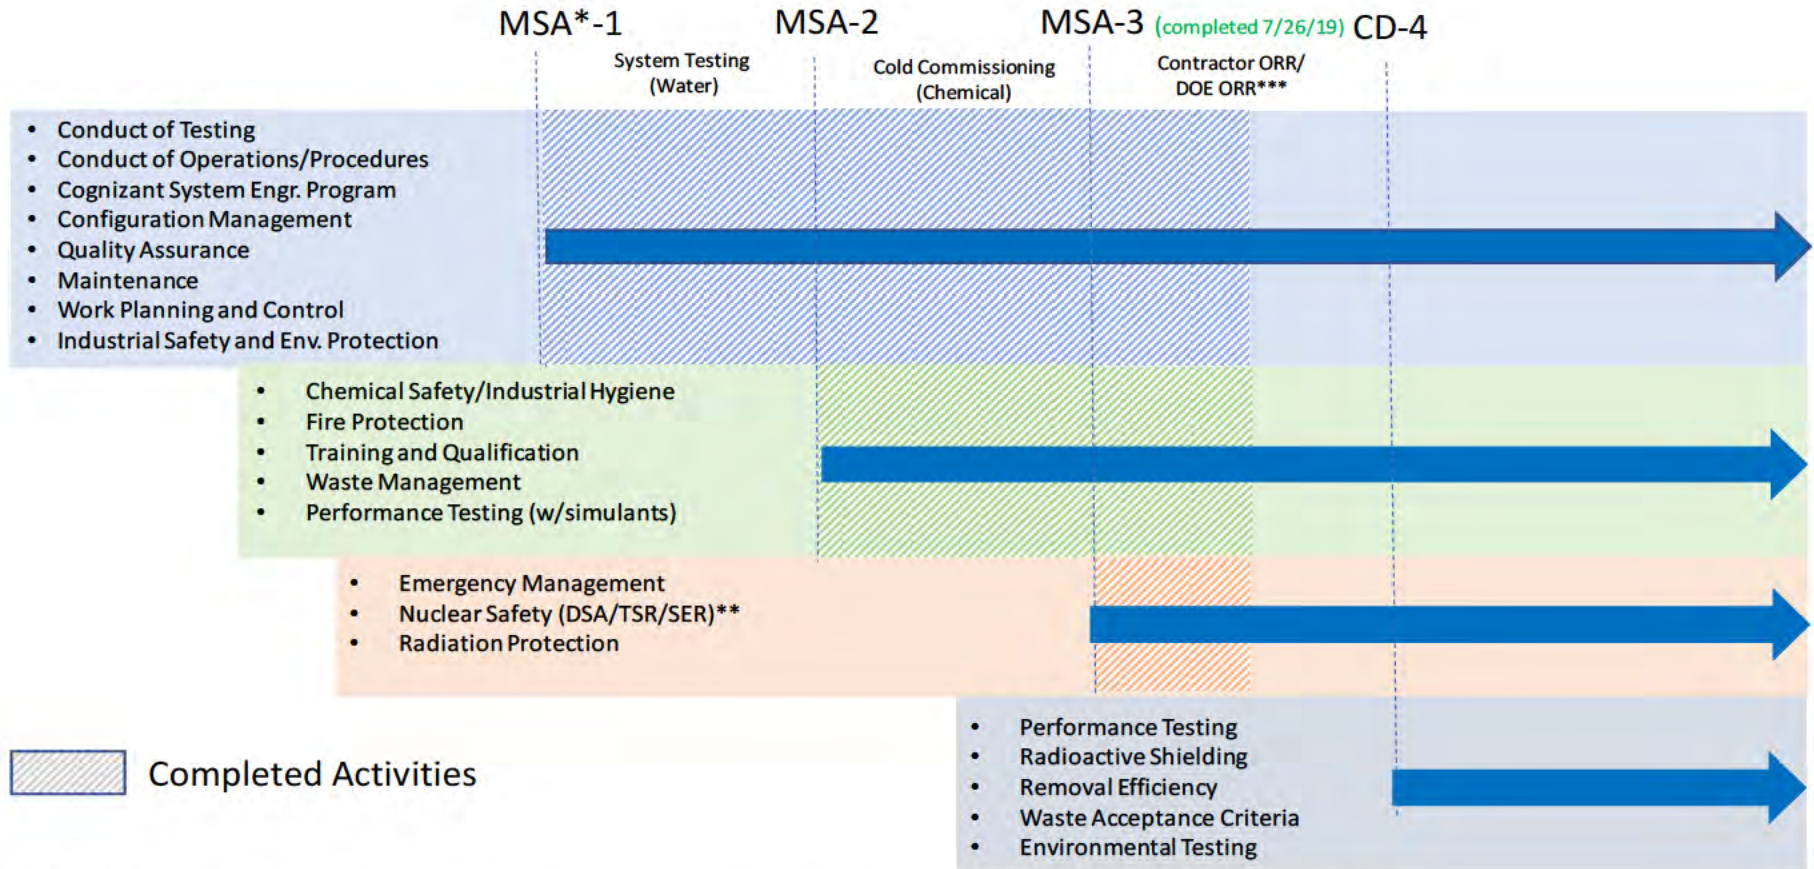 MSA*-1
MSA-2
MSA-3 (completed 7/26/19) CD-4
System Testing
(Water)
Cold Commissioning
(Chemical)
Contractor ORR/
DOE ORR***
• Conduct of Testing
• Conduct of Operations/Procedures
• Cognizant System Engr. Program
• Configuration Management
• Quality Assurance
• Maintenance
• Work Planning and Control
• Industrial Safety and Env. Protection
• Chemical Safety/Industrial Hygiene
• Fire Protection
• Training and Qualification
• Waste Management
• Performance Testing (w/simulants)
• Emergency Management
• Nuclear Safety (DSA/TSR/SER)**
• Radiation Protection
• Performance Testing
• Radioactive Shielding
• Removal Efficiency
• Waste Acceptance Criteria
• Environmental Testing
Completed Activities